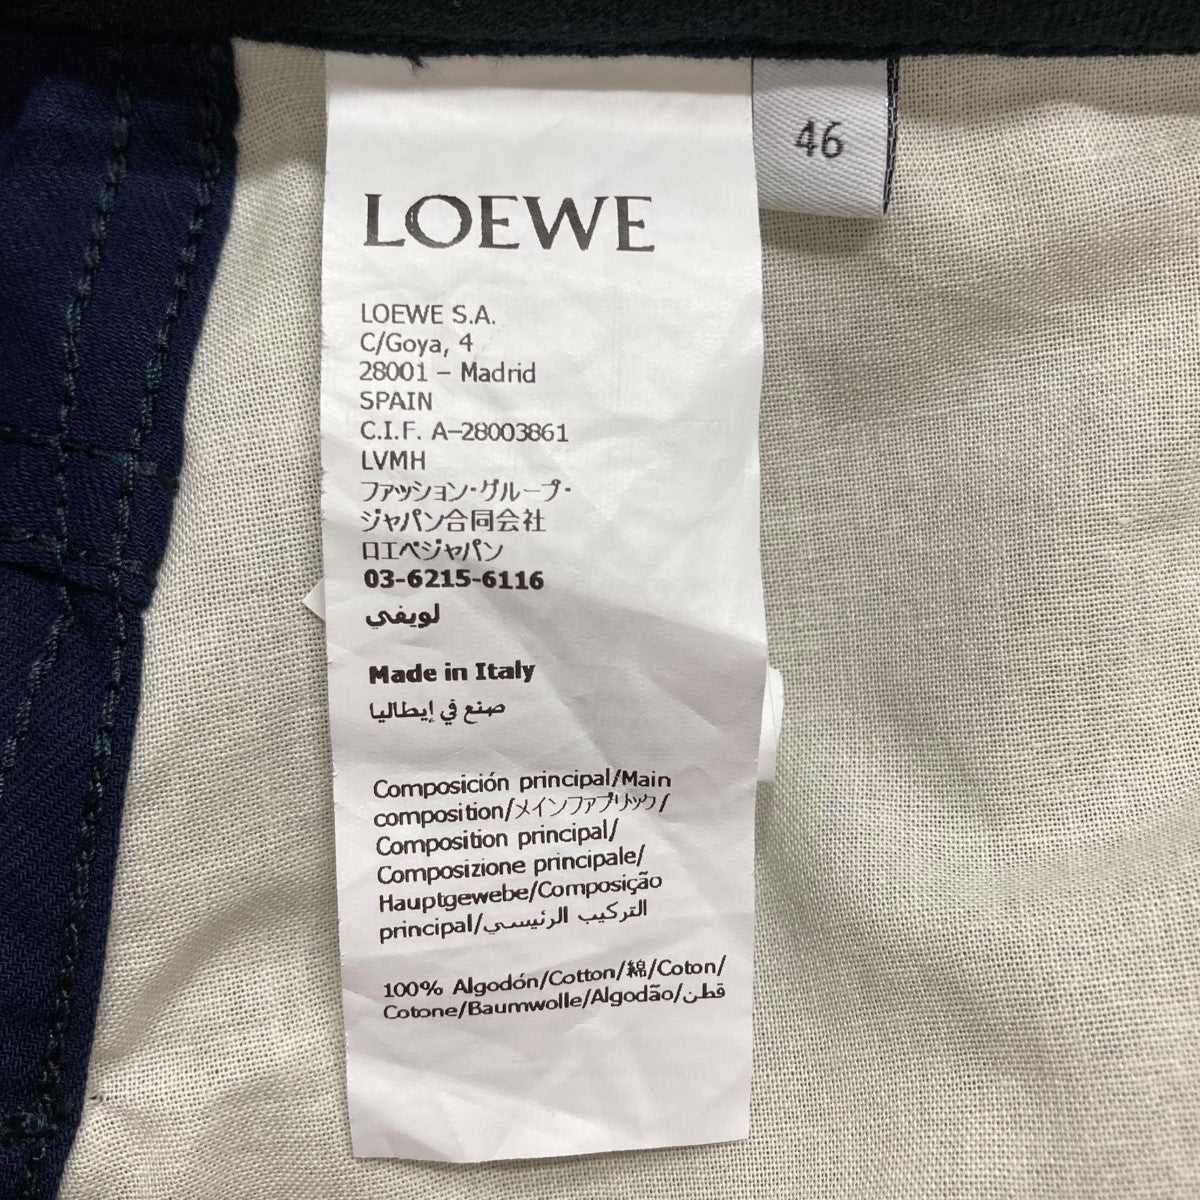 46
LOEWE
LOEWE S.A.
C/Goya, 4
28001 – Madrid
SPAIN
C.I.F. A–28003861
LVMH
ファッション・グループ・
ジャパン合同会社
ロエベジャパン
03-6215-6116
لويفي
Made in Italy
صنع في إيطاليا
Composición principal/Main
composition/メインファブリック/
Composition principal/
Composizione principale/
Hauptgewebe/Composição
principal/التركيب الرئيسي
100% Algodón/Cotton/綿/Coton/
Cotone/Baumwolle/Algodão/قطن